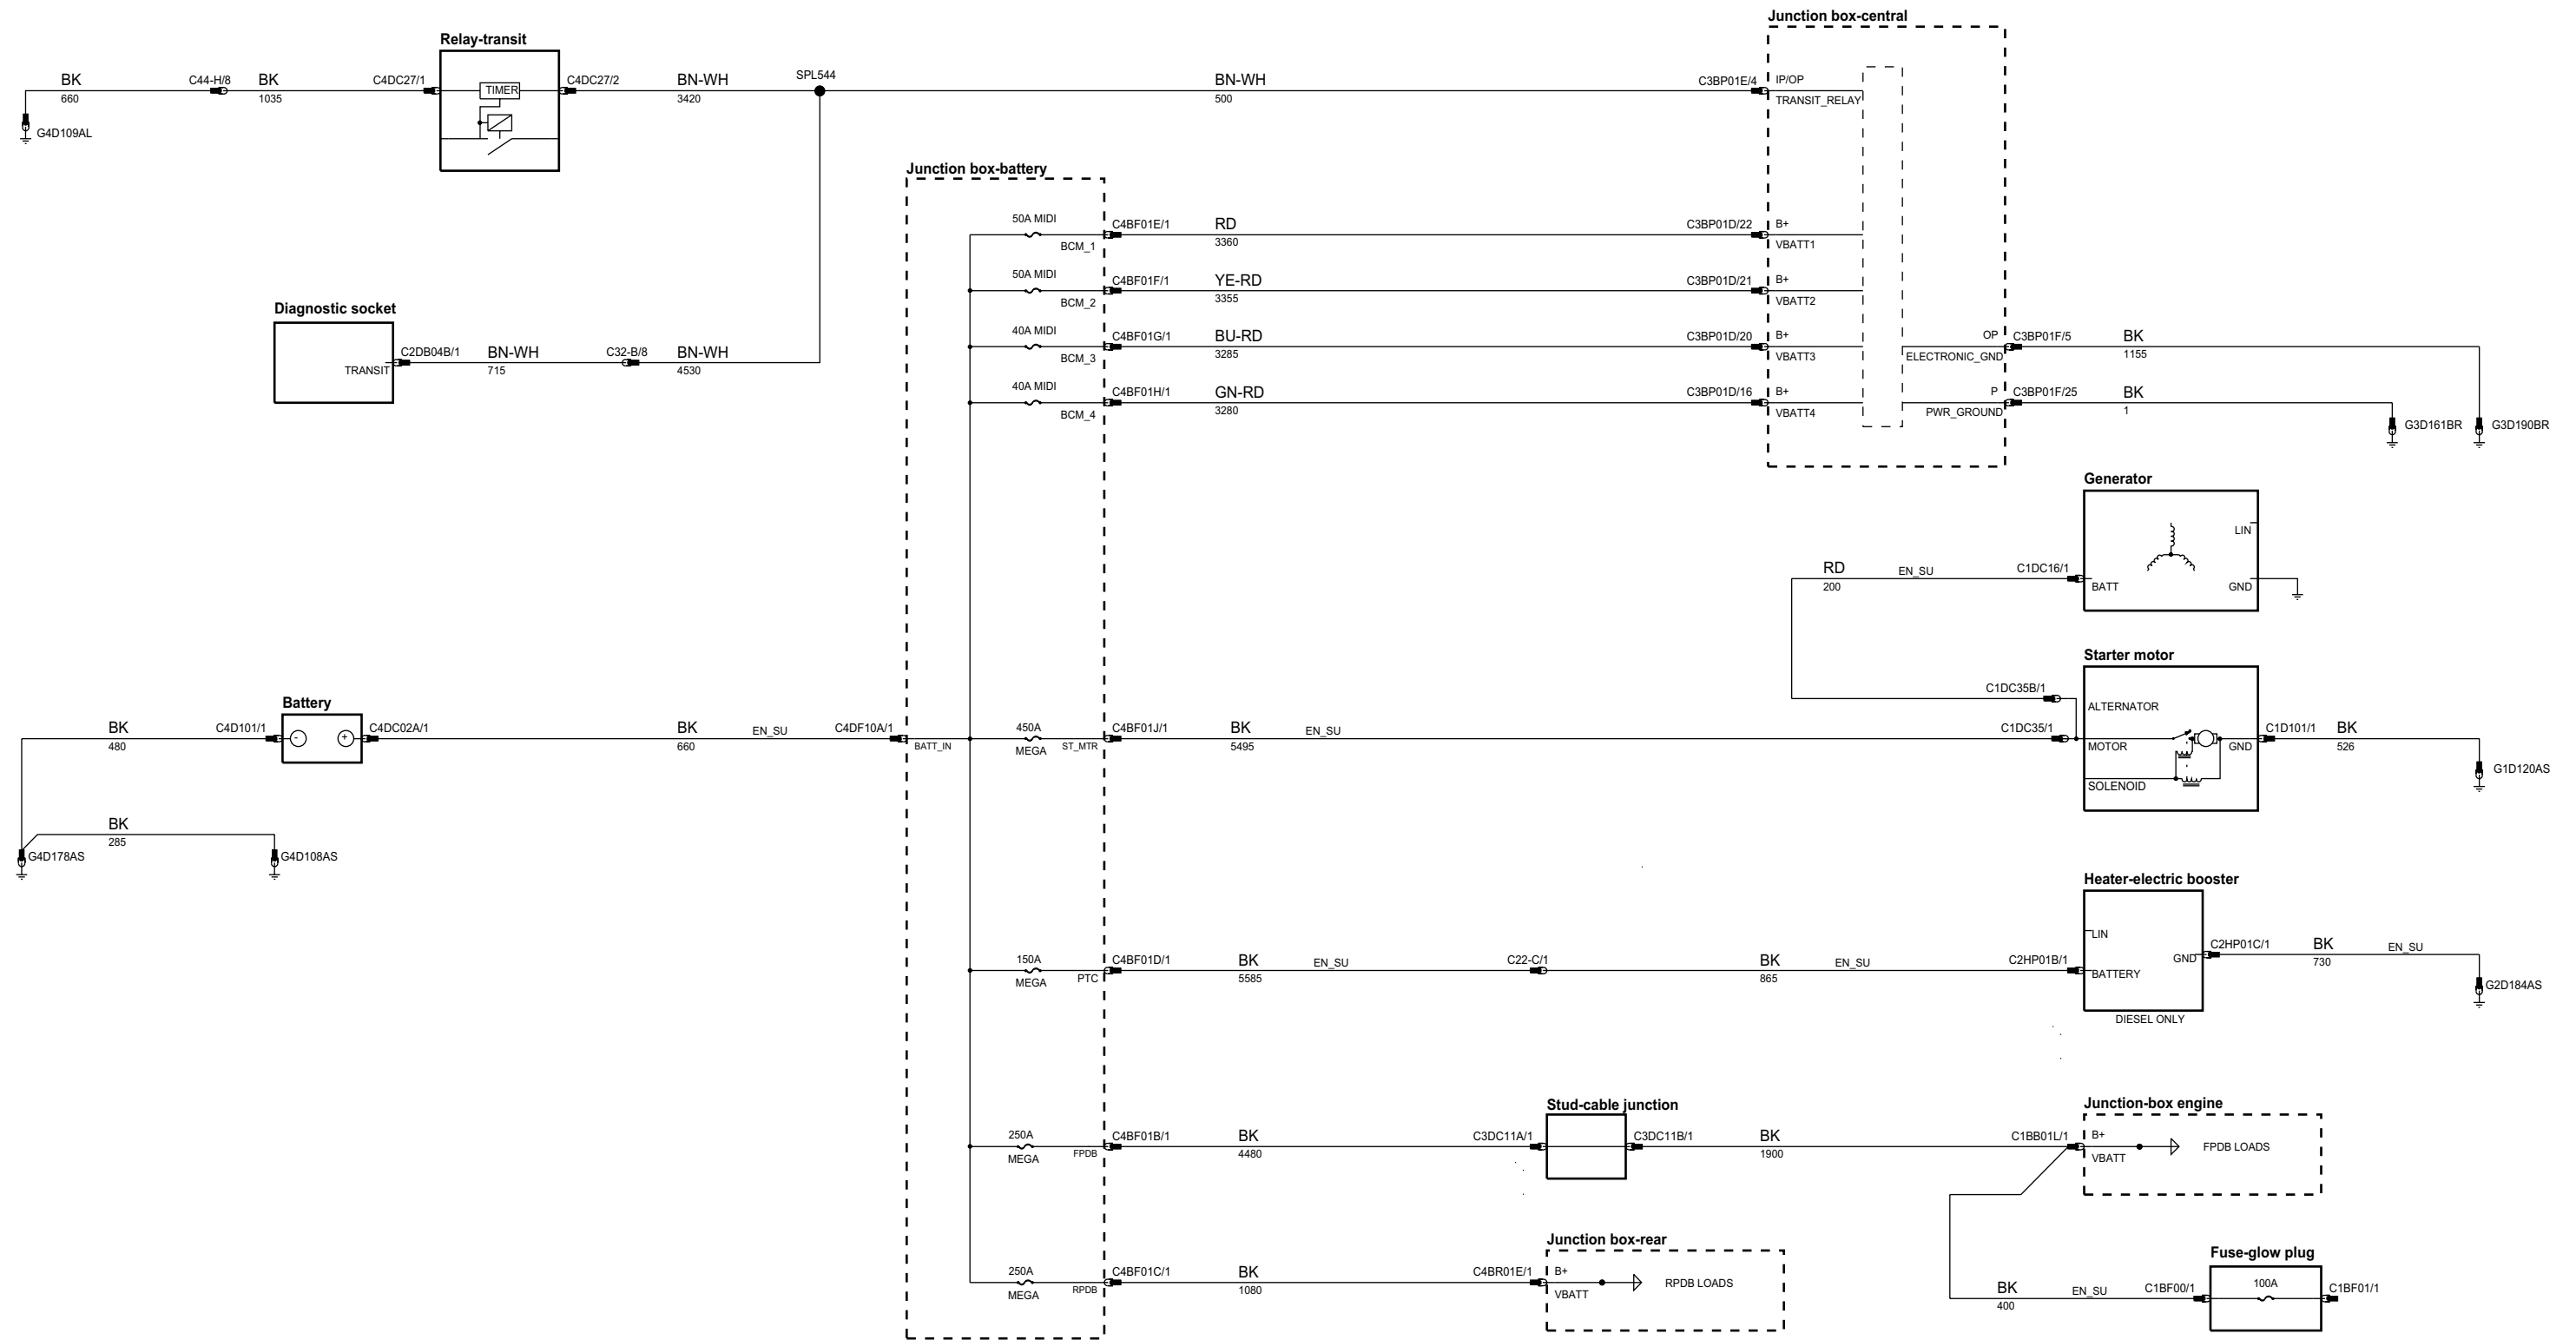 Junction box-central
Relay-transit
BK
660
C44-H/8
BK
1035
C4DC27/1
TIMER
C4DC27/2
BN-WH
3420
SPL544
BN-WH
500
C3BP01E/4
IP/OP
TRANSIT_RELAY
G4D109AL
Junction box-battery
50A MIDI
BCM_1
C4BF01E/1
RD
3360
C3BP01D/22
B+
VBATT1
50A MIDI
BCM_2
C4BF01F/1
YE-RD
3355
C3BP01D/21
B+
VBATT2
Diagnostic socket
TRANSIT
C2DB04B/1
BN-WH
715
C32-B/8
BN-WH
4530
40A MIDI
BCM_3
C4BF01G/1
BU-RD
3285
C3BP01D/20
B+
VBATT3
OP
ELECTRONIC_GND
C3BP01F/5
BK
1155
40A MIDI
BCM_4
C4BF01H/1
GN-RD
3280
C3BP01D/16
B+
VBATT4
P
PWR_GROUND
C3BP01F/25
BK
1
G3D161BR
G3D190BR
Generator
LIN
RD
200
EN_SU
C1DC16/1
BATT
GND
Starter motor
C1DC35B/1
ALTERNATOR
Battery
BK
480
C4D101/1
-
+
C4DC02A/1
BK
660
EN_SU
C4DF10A/1
BATT_IN
450A
MEGA
ST_MTR
C4BF01J/1
BK
5495
EN_SU
C1DC35/1
MOTOR
GND
C1D101/1
BK
526
SOLENOID
G1D120AS
BK
285
G4D178AS
G4D108AS
Heater-electric booster
LIN
GND
C2HP01C/1
BK
730
EN_SU
150A
MEGA
PTC
C4BF01D/1
BK
5585
EN_SU
C22-C/1
BK
865
EN_SU
C2HP01B/1
BATTERY
G2D184AS
DIESEL ONLY
Stud-cable junction
Junction-box engine
250A
MEGA
FPDB
C4BF01B/1
BK
4480
C3DC11A/1
C3DC11B/1
BK
1900
C1BB01L/1
B+
VBATT
FPDB LOADS
Junction box-rear
250A
MEGA
RPDB
C4BF01C/1
BK
1080
C4BR01E/1
B+
VBATT
RPDB LOADS
Fuse-glow plug
BK
400
EN_SU
C1BF00/1
100A
C1BF01/1